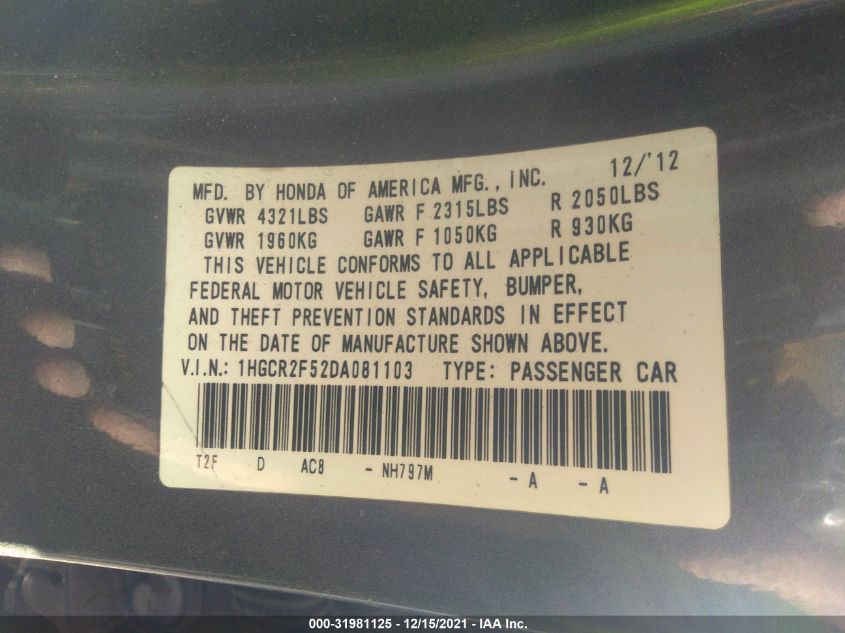 MFD. BY HONDA OF AMERICA MFG., INC. 12/'12
GVWR 4321LBS GAWR F 2315LBS R 2050LBS
GVWR 1960KG GAWR F 1050KG R 930KG
THIS VEHICLE CONFORMS TO ALL APPLICABLE
FEDERAL MOTOR VEHICLE SAFETY, BUMPER,
AND THEFT PREVENTION STANDARDS IN EFFECT
ON THE DATE OF MANUFACTURE SHOWN ABOVE.
V.I.N.: 1HGCR2F52DA081103 TYPE: PASSENGER CAR
T2F D AC8 - NH797M - A - A
000-31981125 - 12/15/2021 - IAA Inc.